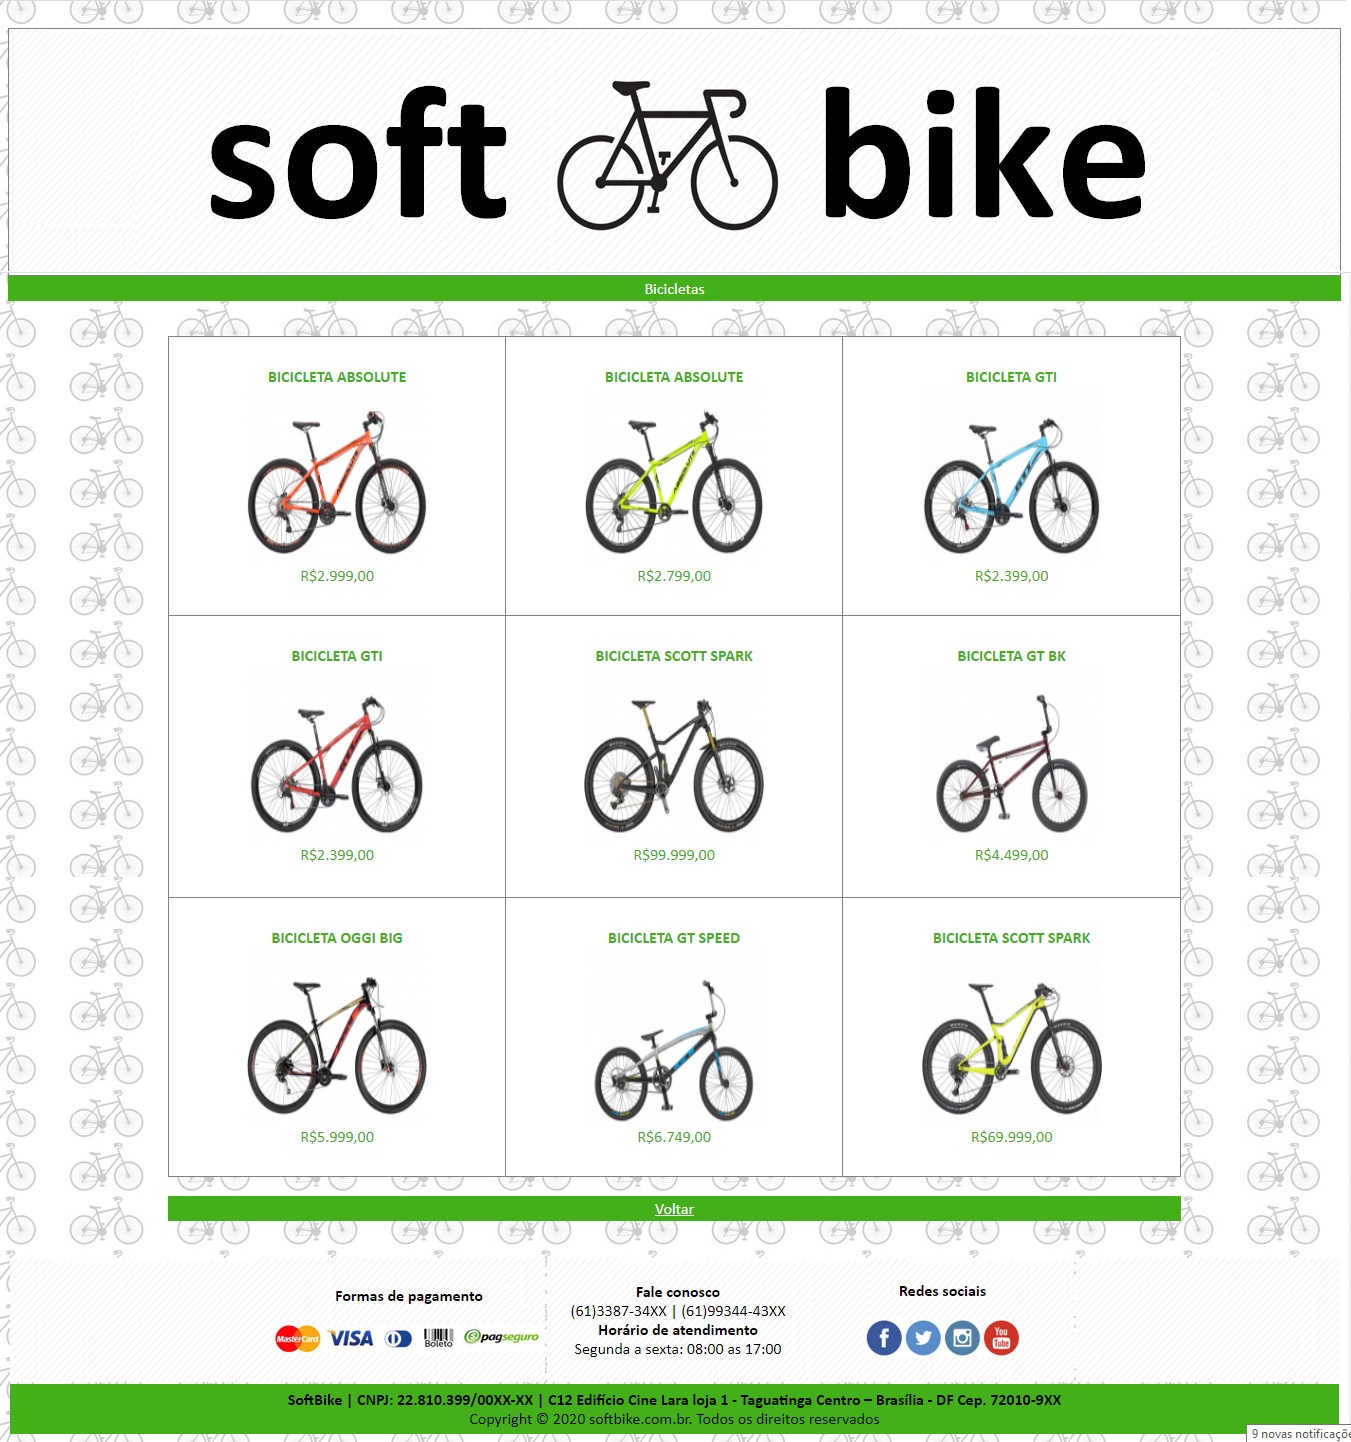 soft bike
Bicicletas
BICICLETA ABSOLUTE
R$2.999,00
BICICLETA ABSOLUTE
R$2.799,00
BICICLETA GTI
R$2.399,00
BICICLETA GTI
R$2.399,00
BICICLETA SCOTT SPARK
R$99.999,00
BICICLETA GT BK
R$4.499,00
BICICLETA OGGI BIG
R$5.999,00
BICICLETA GT SPEED
R$6.749,00
BICICLETA SCOTT SPARK
R$69.999,00
Voltar
Formas de pagamento
MasterCard VISA Boleto pagseguro
Fale conosco
(61)3387-34XX | (61)99344-43XX
Horário de atendimento
Segunda a sexta: 08:00 as 17:00
Redes sociais
You
Tube
SoftBike | CNPJ: 22.810.399/00XX-XX | C12 Edifício Cine Lara loja 1 - Taguatinga Centro – Brasília - DF Cep. 72010-9XX
Copyright © 2020 softbike.com.br. Todos os direitos reservados
9 novas notificaçõe